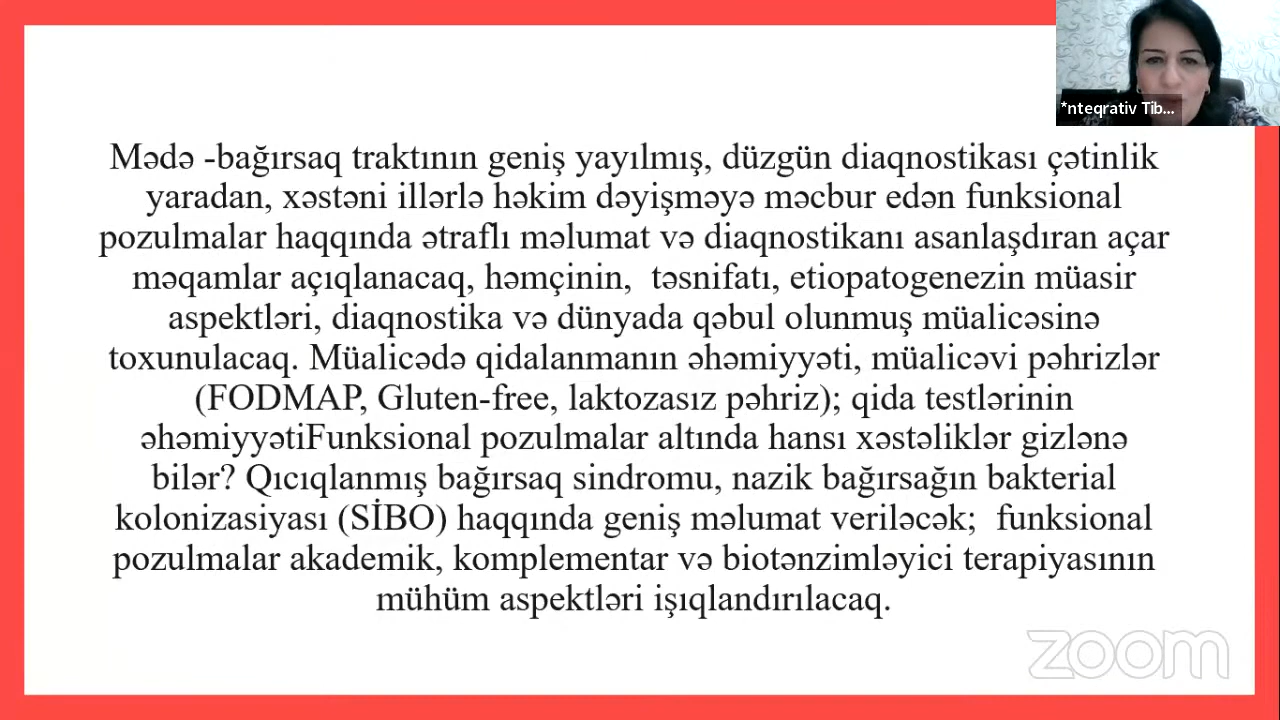 *nteqrativ Tib...
Mədə -bağırsaq traktının geniş yayılmış, düzgün diaqnostikası çətinlik
yaradan, xəstəni illərlə həkim dəyişməyə məcbur edən funksional
pozulmalar haqqında ətraflı məlumat və diaqnostikanı asanlaşdıran açar
məqamlar açıqlanacaq, həmçinin,  təsnifatı, etiopatogenezin müasir
aspektləri, diaqnostika və dünyada qəbul olunmuş müalicəsinə
toxunulacaq. Müalicədə qidalanmanın əhəmiyyəti, müalicəvi pəhrizlər
(FODMAP, Gluten-free, laktozasız pəhriz); qida testlərinin
əhəmiyyətiFunksional pozulmalar altında hansı xəstəliklər gizlənə
bilər? Qıcıqlanmış bağırsaq sindromu, nazik bağırsağın bakterial
kolonizasiyası (SİBO) haqqında geniş məlumat veriləcək;  funksional
pozulmalar akademik, komplementar və biotənzimləyici terapiyasının
mühüm aspektləri işıqlandırılacaq.
zoom